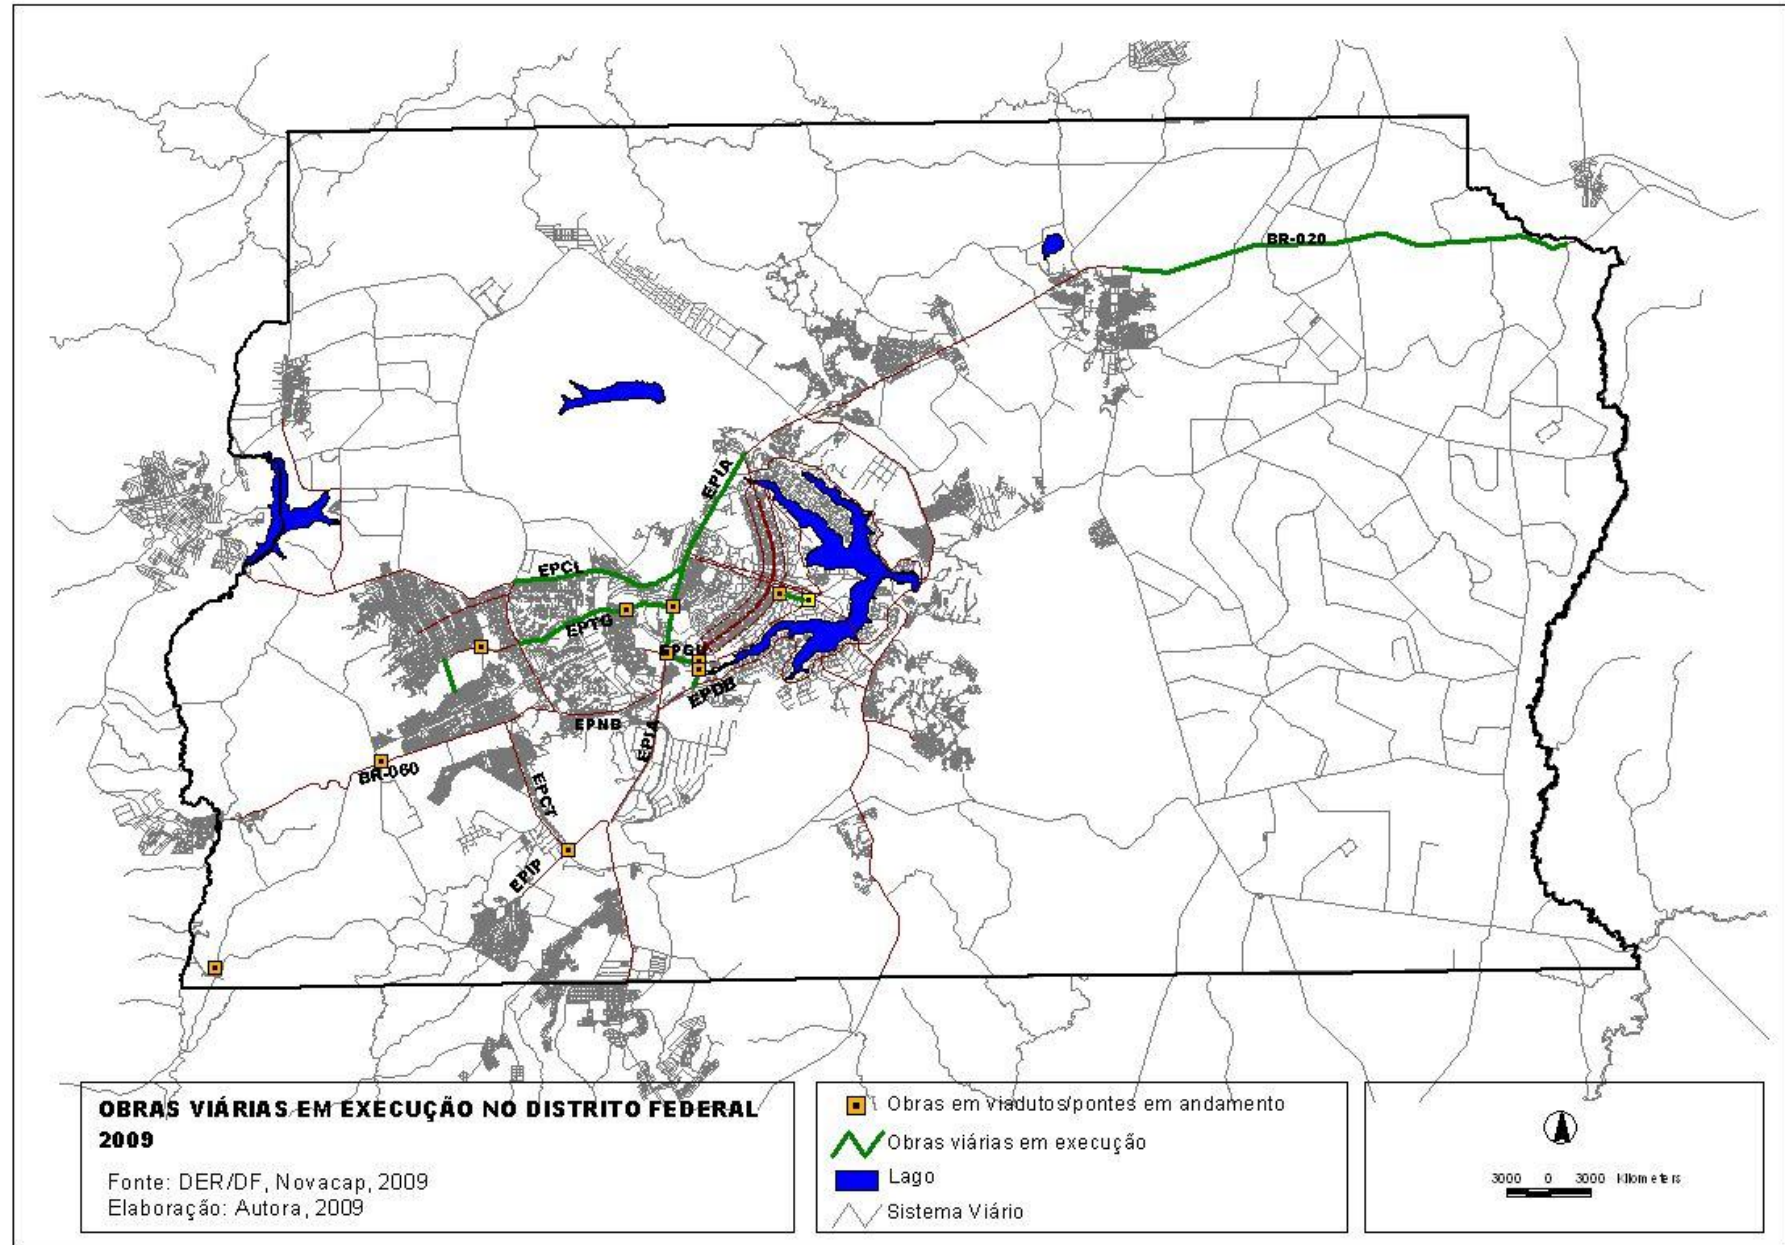 BR-020
EPIA
EPCL
EPTG
EPGU
EPDB
EPNB
EPIA
BR-060
EPCT
EPIP
OBRAS VIÁRIAS EM EXECUÇÃO NO DISTRITO FEDERAL
2009
Fonte: DER/DF, Novacap, 2009
Elaboração: Autora, 2009
Obras em viadutos/pontes em andamento
Obras viárias em execução
Lago
Sistema Viário
3000 0 3000 Kilometers